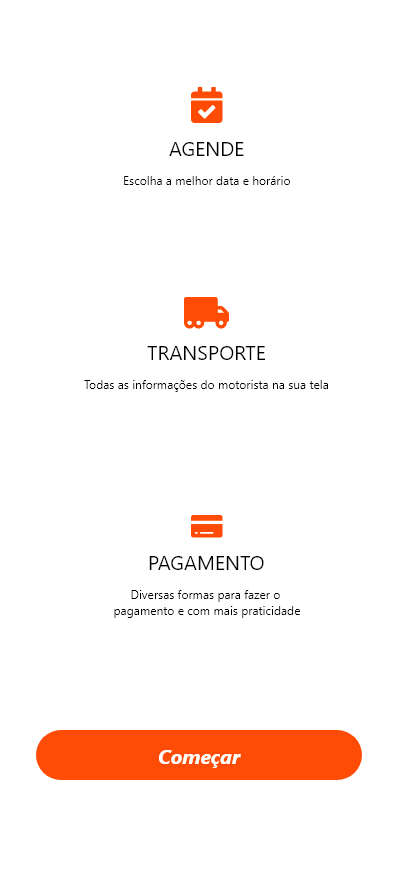 AGENDE
Escolha a melhor data e horário
TRANSPORTE
Todas as informações do motorista na sua tela
PAGAMENTO
Diversas formas para fazer o
pagamento e com mais praticidade
Começar